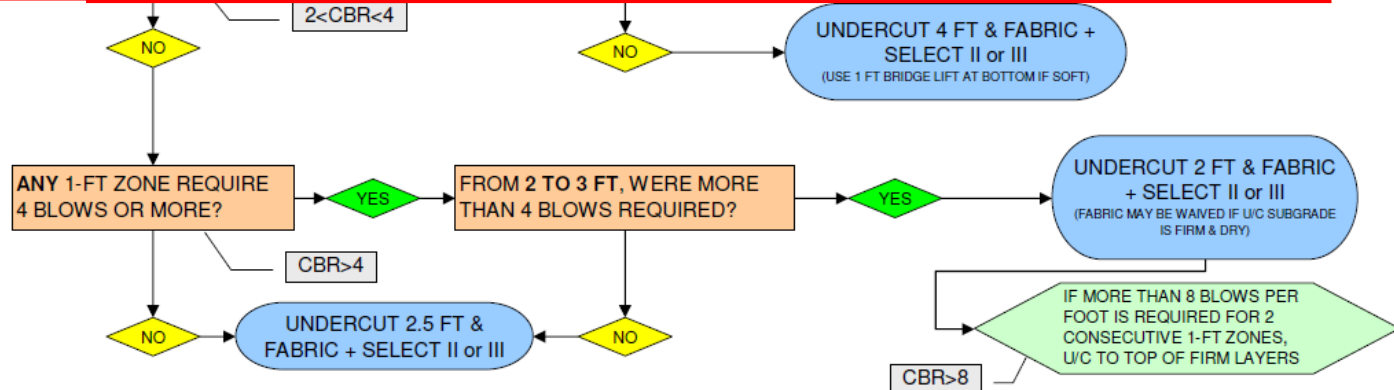 2<CBR<4
NO
NO
UNDERCUT 4 FT & FABRIC +
SELECT II or III
(USE 1 FT BRIDGE LIFT AT BOTTOM IF SOFT)
ANY 1-FT ZONE REQUIRE
4 BLOWS OR MORE?
YES
FROM 2 TO 3 FT, WERE MORE
THAN 4 BLOWS REQUIRED?
YES
UNDERCUT 2 FT & FABRIC
+ SELECT II or III
(FABRIC MAY BE WAIVED IF U/C SUBGRADE
IS FIRM & DRY)
CBR>4
NO
UNDERCUT 2.5 FT &
FABRIC + SELECT II or III
NO
IF MORE THAN 8 BLOWS PER
FOOT IS REQUIRED FOR 2
CONSECUTIVE 1-FT ZONES,
U/C TO TOP OF FIRM LAYERS
CBR>8